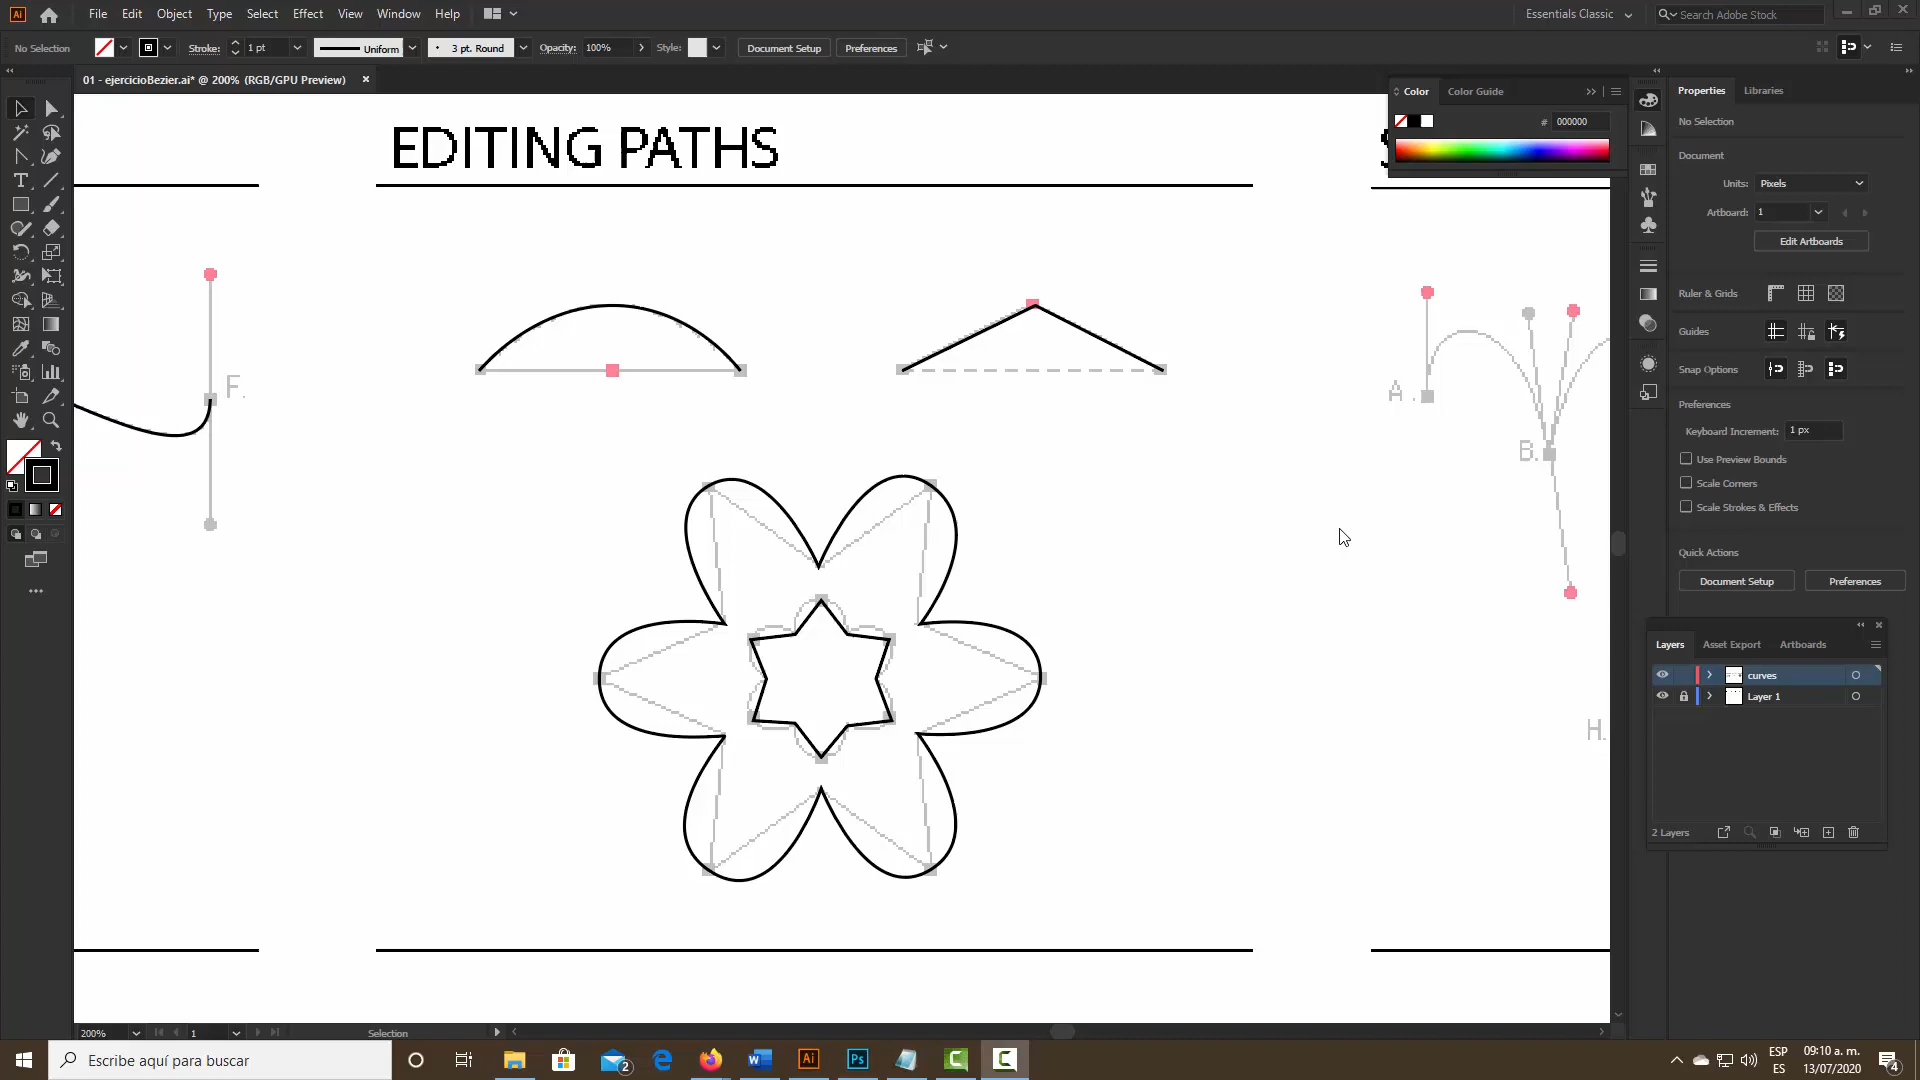 Ai File Edit Object Type Select Effect View Window Help Essentials Classic Search Adobe Stock
No Selection Stroke: 1 pt Uniform 3 pt. Round Opacity: 100% Style: Document Setup Preferences
01 - ejercicioBezier.ai* @ 200% (RGB/GPU Preview)
Color Color Guide
# 000000
Properties Libraries
No Selection
Document
Units: Pixels
Artboard: 1
Edit Artboards
Ruler & Grids
Guides
Snap Options
Preferences
Keyboard Increment: 1 px
Use Preview Bounds
Scale Corners
Scale Strokes & Effects
Quick Actions
Document Setup Preferences
Layers Asset Export Artboards
curves
Layer 1
2 Layers
EDITING PATHS
F.
A.
B.
H.
200% 1 Selection
Escribe aquí para buscar
2
Ai Ps
ESP
ES
09:10 a. m.
13/07/2020
4